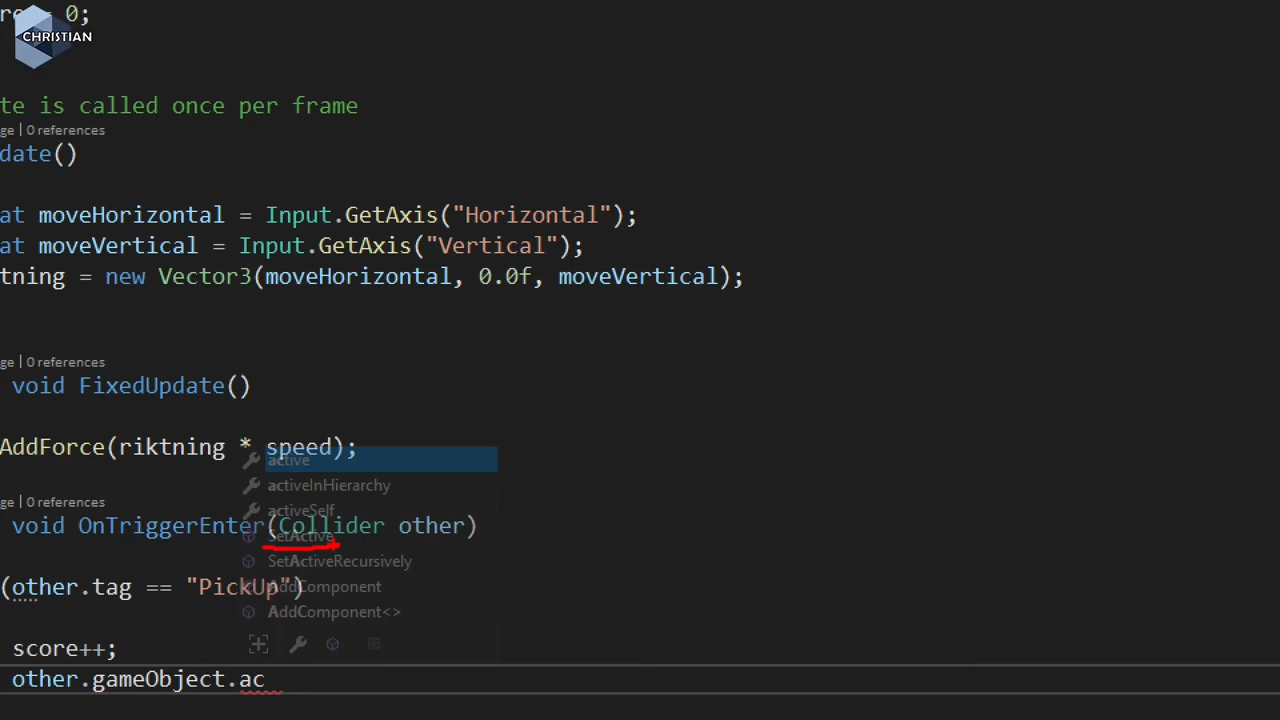 re = 0;
CHRISTIAN
te is called once per frame
ge | 0 references
date()
at moveHorizontal = Input.GetAxis("Horizontal");
at moveVertical = Input.GetAxis("Vertical");
tning = new Vector3(moveHorizontal, 0.0f, moveVertical);
ge | 0 references
void FixedUpdate()
AddForce(riktning * speed);
active
activeInHierarchy
ge | 0 references
activeSelf
void OnTriggerEnter(Collider other)
SetActive
SetActiveRecursively
(other.tag == "PickUp")
AddComponent
AddComponent<>
score++;
other.gameObject.ac